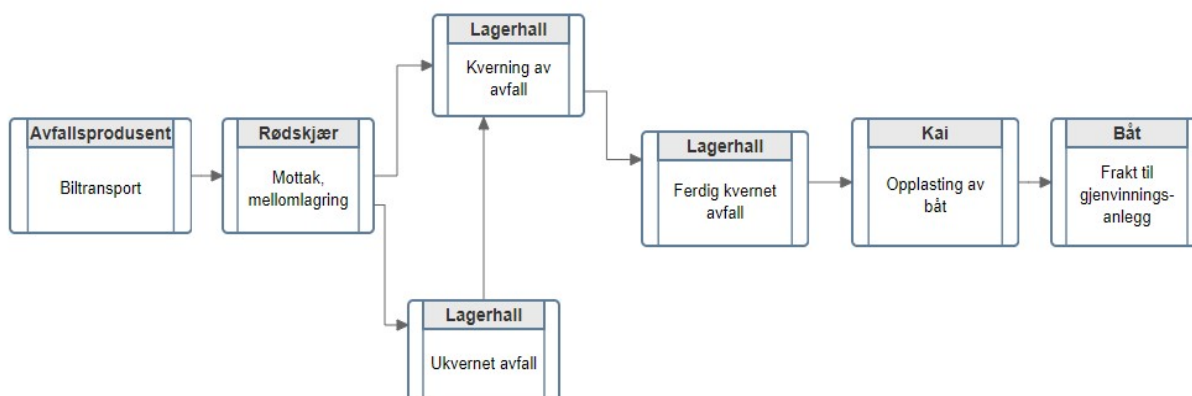 Avfallsprodusent
Biltransport
Rødskjær
Mottak,
mellomlagring
Lagerhall
Kverning av
avfall
Lagerhall
Ukvernet avfall
Lagerhall
Ferdig kvernet
avfall
Kai
Opplasting av
båt
Båt
Frakt til
gjenvinnings-
anlegg